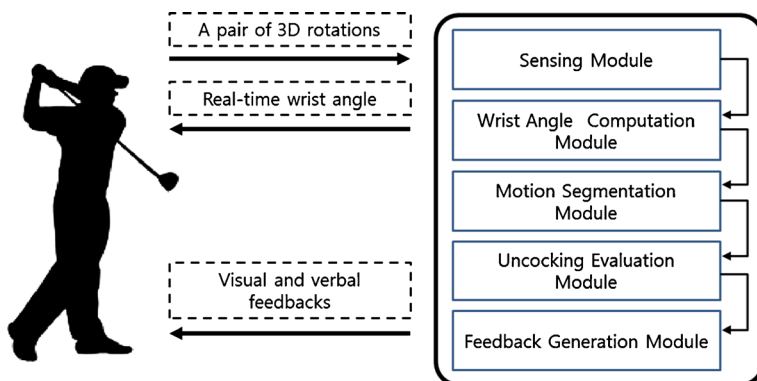 A pair of 3D rotations
Real-time wrist angle
Visual and verbal
feedbacks
Sensing Module
Wrist Angle Computation
Module
Motion Segmentation
Module
Uncocking Evaluation
Module
Feedback Generation Module